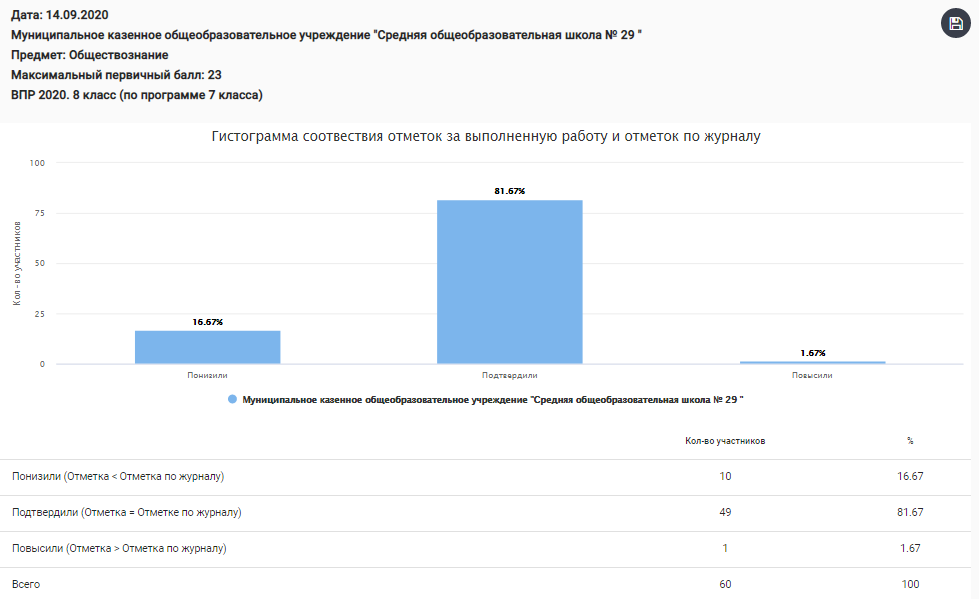 Дата: 14.09.2020
Муниципальное казенное общеобразовательное учреждение "Средняя общеобразовательная школа № 29 "
Предмет: Обществознание
Максимальный первичный балл: 23
ВПР 2020. 8 класс (по программе 7 класса)
Гистограмма соотвествия отметок за выполненную работу и отметок по журналу
100
75
50
25
0
Кол -во участников
16.67%
81.67%
1.67%
Понизили
Подтвердили
Повысили
Муниципальное казенное общеобразовательное учреждение "Средняя общеобразовательная школа № 29 "
Кол-во участников %
Понизили (Отметка < Отметка по журналу) 10 16.67
Подтвердили (Отметка = Отметке по журналу) 49 81.67
Повысили (Отметка > Отметка по журналу) 1 1.67
Всего 60 100